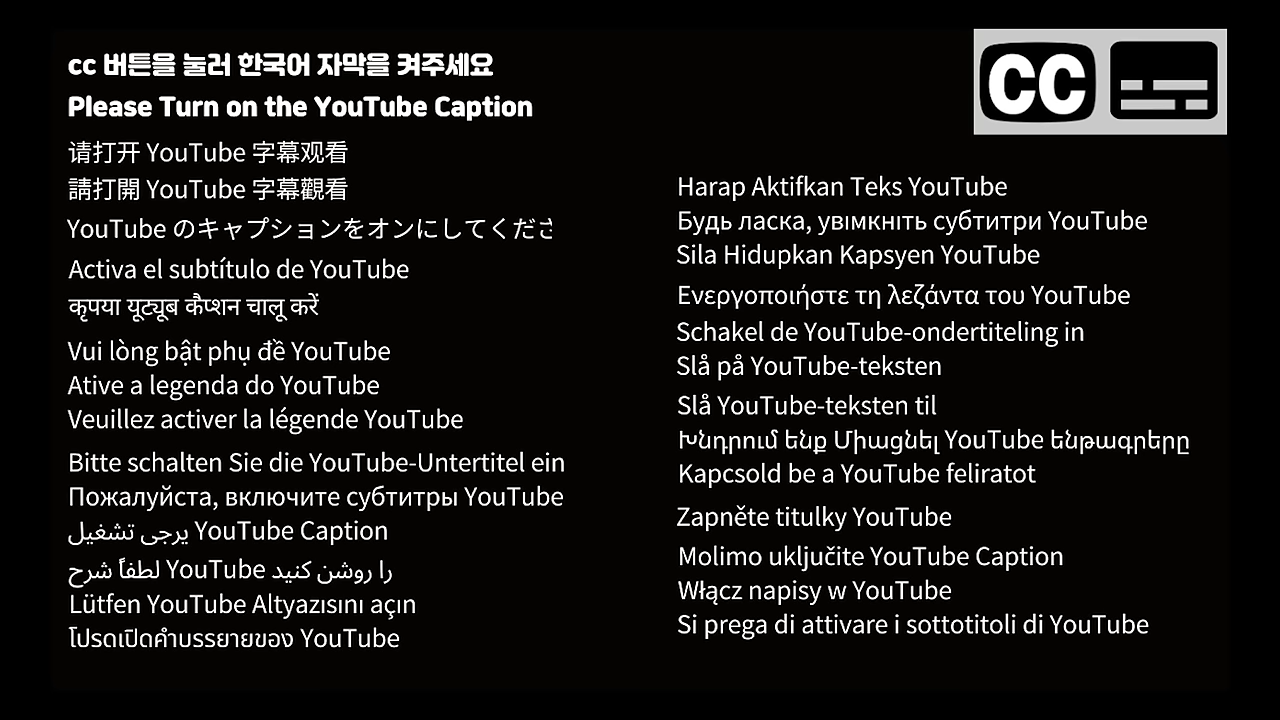 cc 버튼을 눌러 한국어 자막을 켜주세요
Please Turn on the YouTube Caption
请打开 YouTube 字幕观看
請打開 YouTube 字幕觀看
YouTube のキャプションをオンにしてくださ
Activa el subtítulo de YouTube
कृपया यूट्यूब कैप्शन चालू करें
Vui lòng bật phụ đề YouTube
Ative a legenda do YouTube
Veuillez activer la légende YouTube
Bitte schalten Sie die YouTube-Untertitel ein
Пожалуйста, включите субтитры YouTube
يرجى تشغيل YouTube Caption
لطفاً شرح YouTube را روشن کنید
Lütfen YouTube Altyazısını açın
โปรดเปิดคำบรรยายของ YouTube
CC
Harap Aktifkan Teks YouTube
Будь ласка, увімкніть субтитри YouTube
Sila Hidupkan Kapsyen YouTube
Ενεργοποιήστε τη λεζάντα του YouTube
Schakel de YouTube-ondertiteling in
Slå på YouTube-teksten
Slå YouTube-teksten til
Խնդրում ենք Միացնել YouTube ենթագրերը
Kapcsold be a YouTube feliratot
Zapněte titulky YouTube
Molimo uključite YouTube Caption
Włącz napisy w YouTube
Si prega di attivare i sottotitoli di YouTube